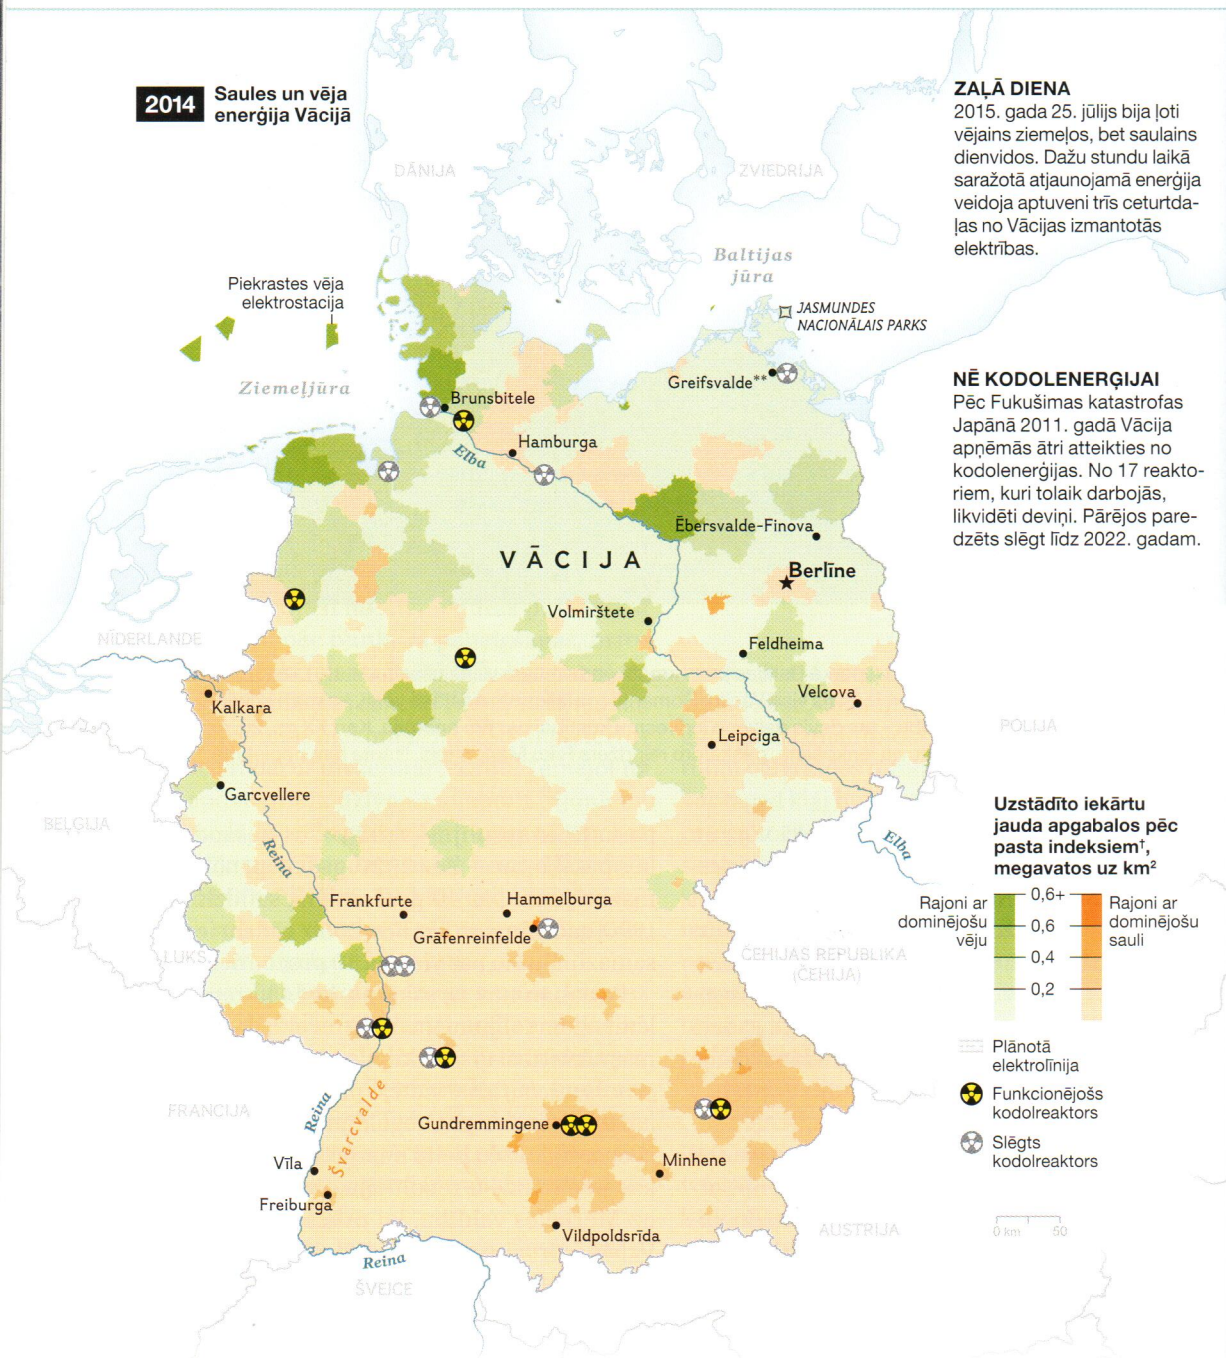 2014
Saules un vēja
enerģija Vācijā
ZAĻĀ DIENA
2015. gada 25. jūlijs bija ļoti
vējains ziemeļos, bet saulains
dienvidos. Dažu stundu laikā
saražotā atjaunojamā enerģija
veidoja aptuveni trīs ceturtda-
ļas no Vācijas izmantotās
elektrības.
DĀNIJA
ZVIEDRIJA
Baltijas
jūra
Piekrastes vēja
elektrostacija
JASMUNDES
NACIONĀLAIS PARKS
Ziemeļjūra
Greifsvalde**
NĒ KODOLENERĢIJAI
Pēc Fukušimas katastrofas
Japānā 2011. gadā Vācija
apņēmās ātri atteikties no
kodolenerģijas. No 17 reakto-
riem, kuri tolaik darbojās,
likvidēti deviņi. Pārējos pare-
dzēts slēgt līdz 2022. gadam.
Brunsbitele
Hamburga
Elba
Ēbersvalde-Finova
VĀCIJA
Berlīne
Volmirštete
NĪDERLANDE
Feldheima
Velcova
Kalkara
POLIJA
Leipciga
Garcvellere
BEĻĢIJA
Elba
Reina
Uzstādīto iekārtu
jauda apgabalos pēc
pasta indeksiem†,
megavatos uz km²
Rajoni ar
dominējošu
vēju
0,6+
0,6
0,4
0,2
Rajoni ar
dominējošu
sauli
Frankfurte
Hammelburga
Grāfenreinfelde
LUKS.
ČEHIJAS REPUBLIKA
(ČEHIJA)
Plānotā
elektrolīnija
Funkcionējošs
kodolreaktors
Slēgts
kodolreaktors
FRANCIJA
Reina
Švarcvalde
Gundremmingene
Vīla
Minhene
Freiburga
Vildpoldsrīda
AUSTRIJA
0 km
50
Reina
ŠVEICE